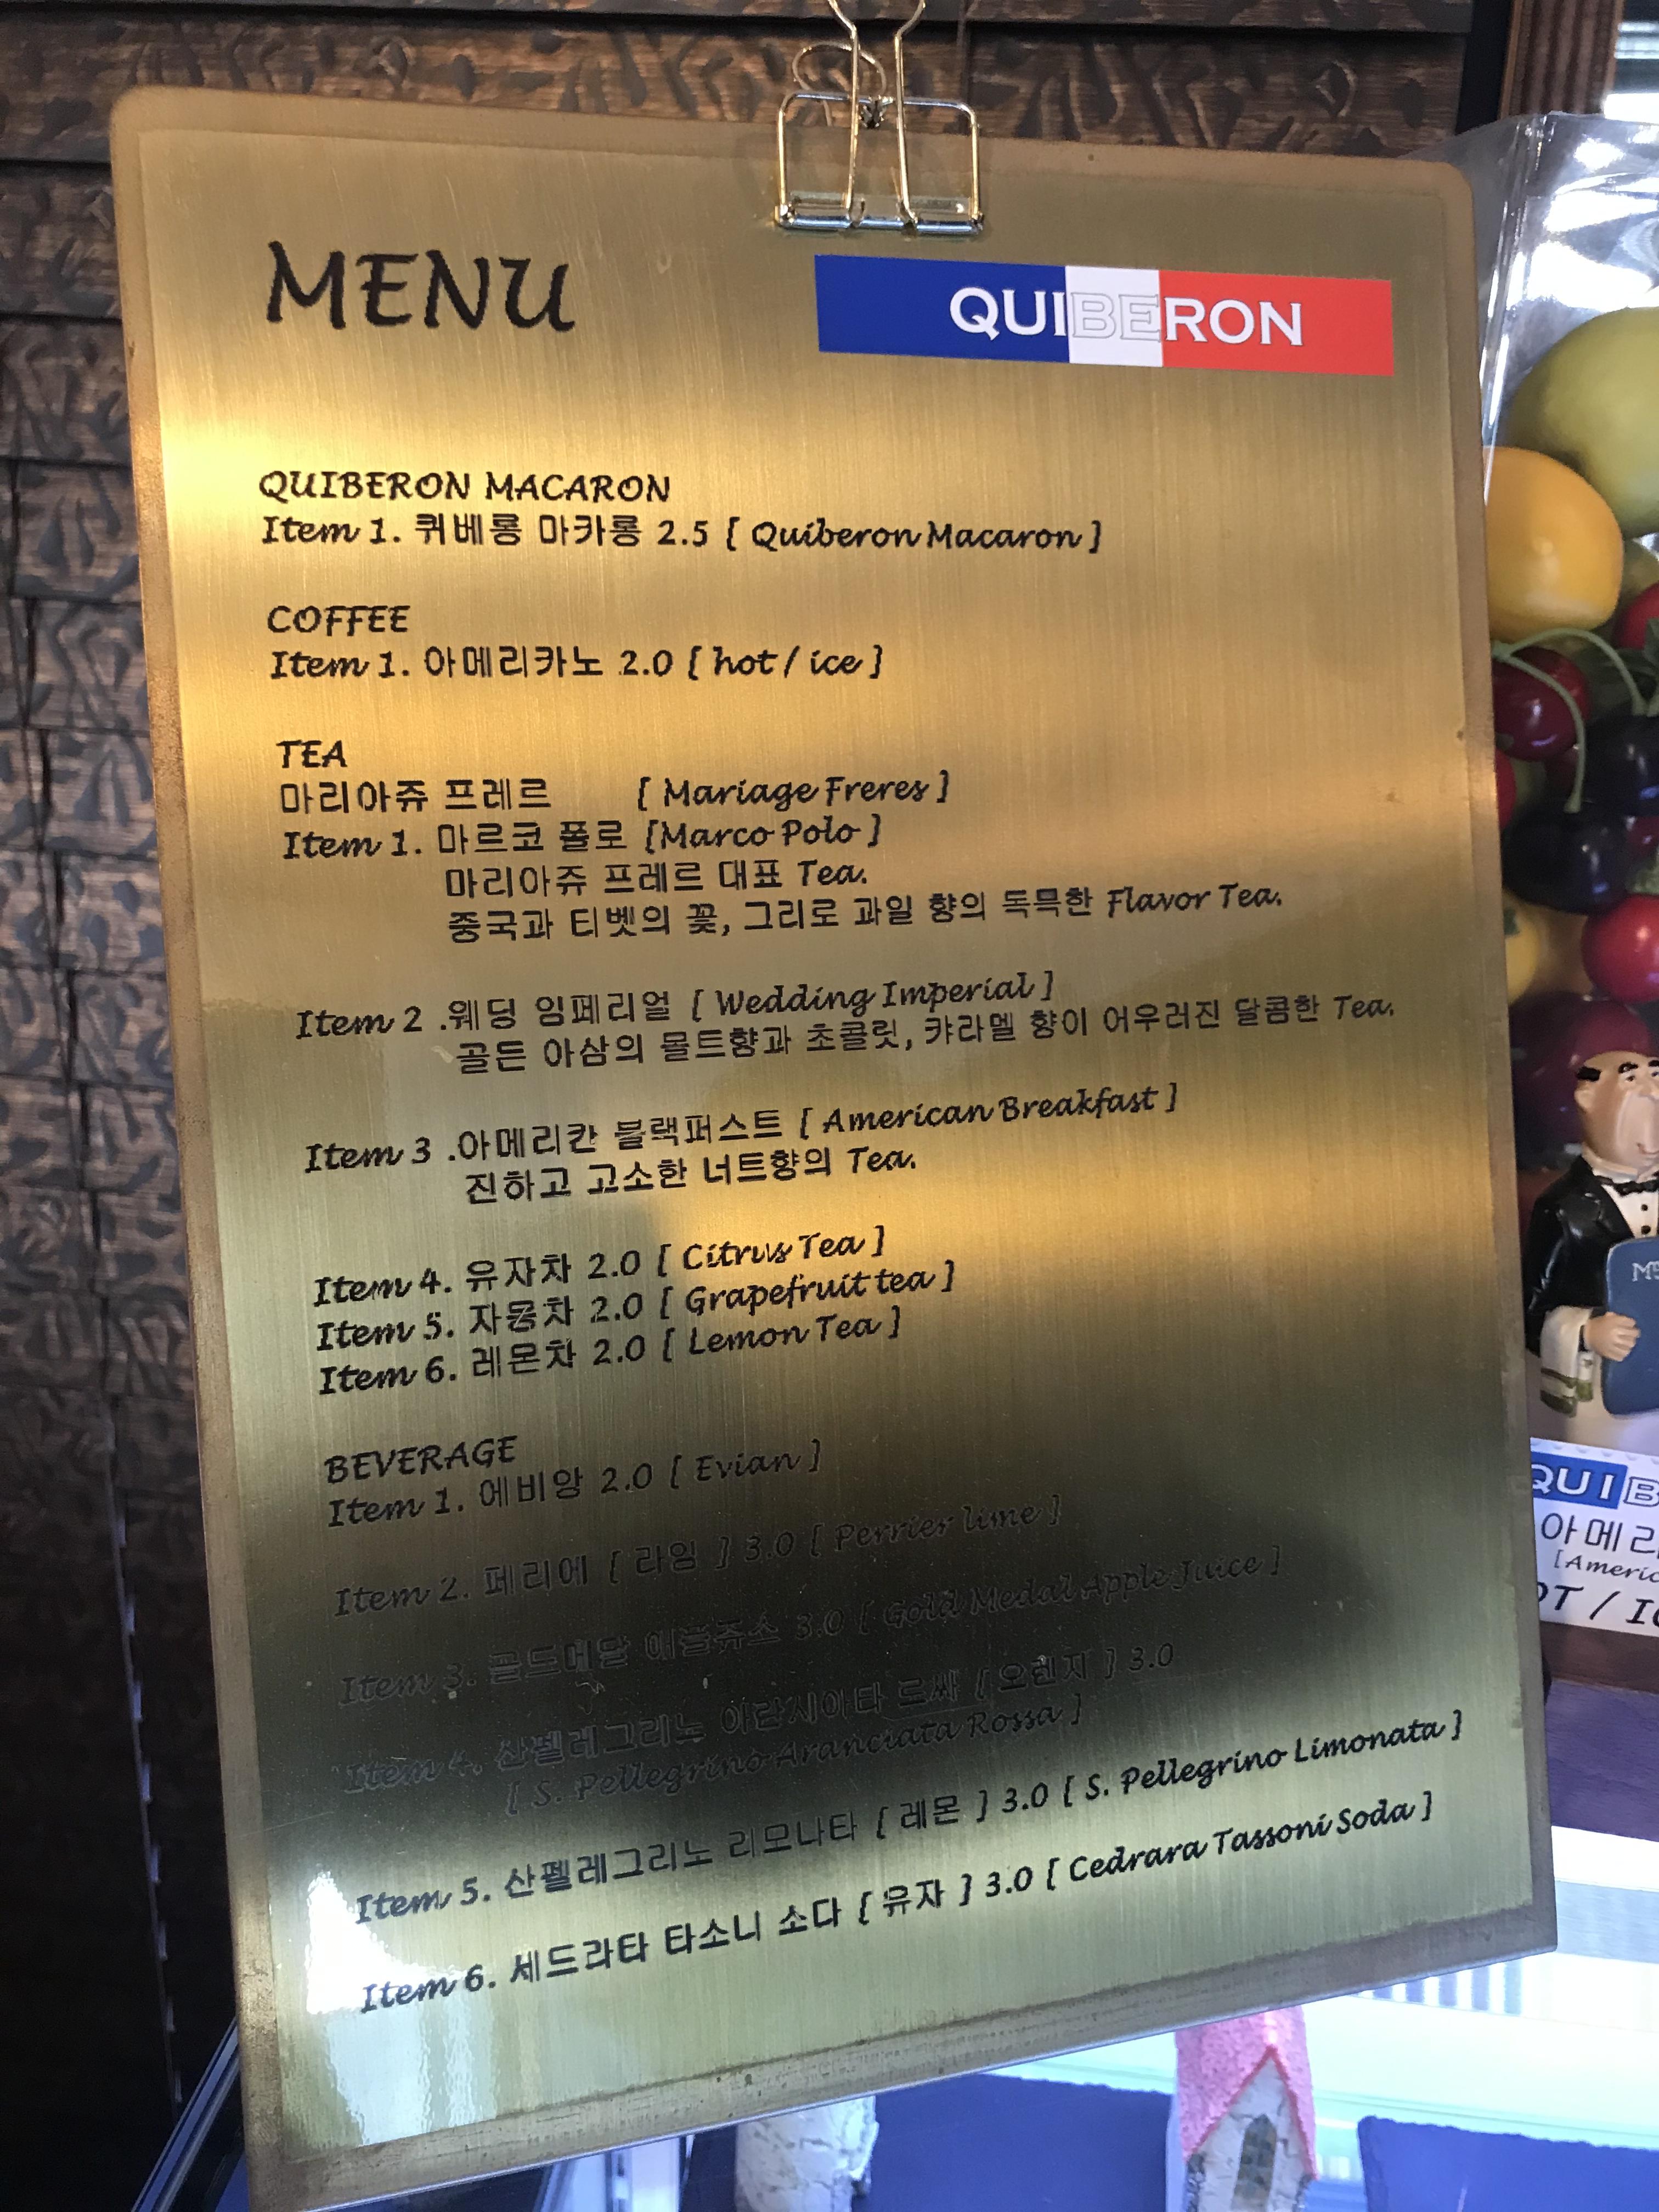 MENU
QUIBERON
QUIBERON MACARON
Item 1. 퀴베롱 마카롱 2.5 [ Quiberon Macaron ]
COFFEE
Item 1. 아메리카노 2.0 [ hot / ice ]
TEA
마리아쥬 프레르 [ Mariage Freres ]
Item 1. 마르코 폴로 [Marco Polo ]
마리아쥬 프레르 대표 Tea.
중국과 티벳의 꽃, 그리고 과일 향의 독특한 Flavor Tea.
Item 2 .웨딩 임페리얼 [ Wedding Imperial ]
골든 아삼의 몰트향과 초콜릿, 캬라멜 향이 어우러진 달콤한 Tea.
Item 3 .아메리칸 블랙퍼스트 [ American Breakfast ]
진하고 고소한 너트향의 Tea.
Item 4. 유자차 2.0 [ Citrus Tea ]
Item 5. 자몽차 2.0 [ Grapefruit tea ]
Item 6. 레몬차 2.0 [ Lemon Tea ]
BEVERAGE
Item 1. 에비앙 2.0 [ Evian ]
Item 2. 페리에 [ 라임 ] 3.0 [ Perrier lime ]
Item 3. 골드메달 애플쥬스 3.0 [ Gold Medal Apple Juice ]
Item 4. 산펠레그리노 아란시아타 로싸 [ 오렌지 ] 3.0
[ S. Pellegrino Aranciata Rossa ]
Item 5. 산펠레그리노 리모나타 [ 레몬 ] 3.0 [ S. Pellegrino Limonata ]
Item 6. 세드라타 타소니 소다 [ 유자 ] 3.0 [ Cedrara Tassoni Soda ]
QUIB
아메리
[Americ
OT / IC